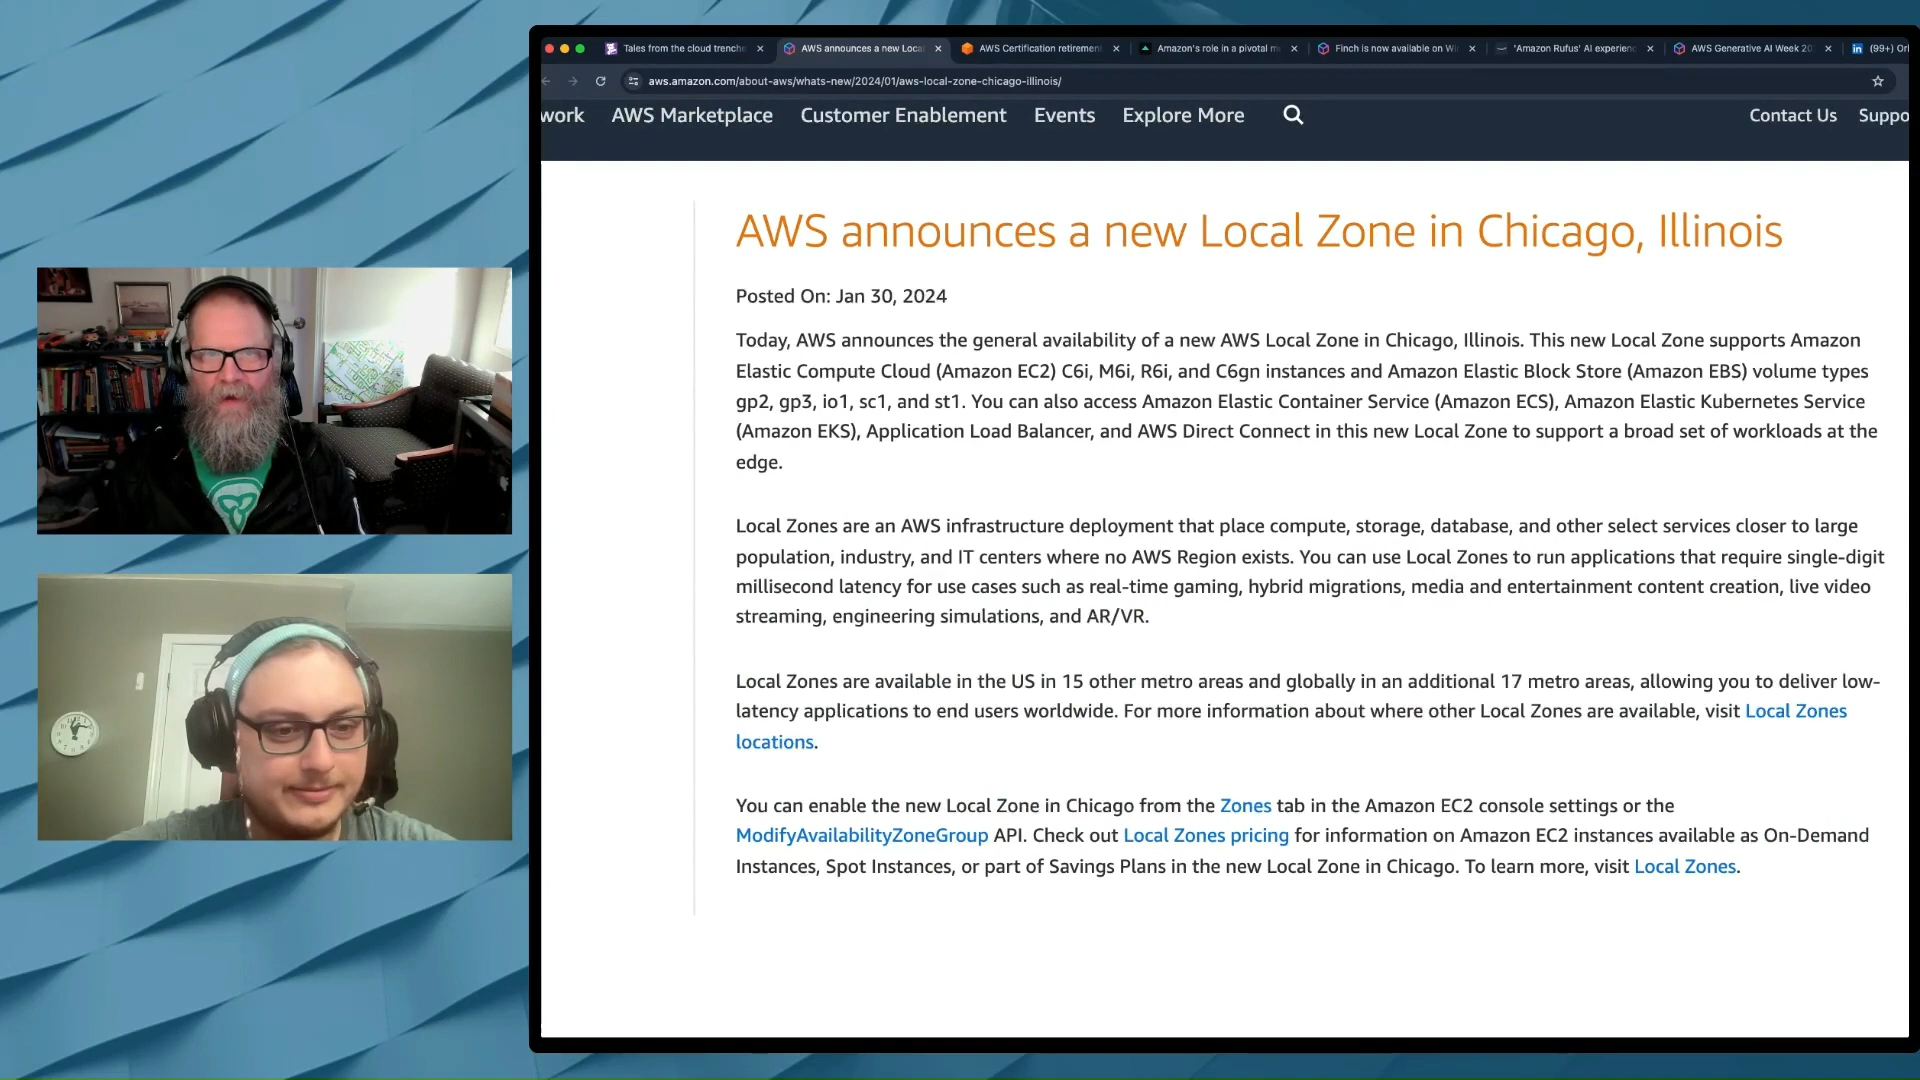 Tales from the cloud trenche
AWS announces a new Loca
AWS Certification retirement
Amazon's role in a pivotal m
Finch is now available on Wi
'Amazon Rufus' AI experienc
AWS Generative AI Week 20
(99+) Or
aws.amazon.com/about-aws/whats-new/2024/01/aws-local-zone-chicago-illinois/
work AWS Marketplace Customer Enablement Events Explore More Contact Us Suppo
AWS announces a new Local Zone in Chicago, Illinois
Posted On: Jan 30, 2024
Today, AWS announces the general availability of a new AWS Local Zone in Chicago, Illinois. This new Local Zone supports Amazon
Elastic Compute Cloud (Amazon EC2) C6i, M6i, R6i, and C6gn instances and Amazon Elastic Block Store (Amazon EBS) volume types
gp2, gp3, io1, sc1, and st1. You can also access Amazon Elastic Container Service (Amazon ECS), Amazon Elastic Kubernetes Service
(Amazon EKS), Application Load Balancer, and AWS Direct Connect in this new Local Zone to support a broad set of workloads at the
edge.
Local Zones are an AWS infrastructure deployment that place compute, storage, database, and other select services closer to large
population, industry, and IT centers where no AWS Region exists. You can use Local Zones to run applications that require single-digit
millisecond latency for use cases such as real-time gaming, hybrid migrations, media and entertainment content creation, live video
streaming, engineering simulations, and AR/VR.
Local Zones are available in the US in 15 other metro areas and globally in an additional 17 metro areas, allowing you to deliver low-
latency applications to end users worldwide. For more information about where other Local Zones are available, visit Local Zones
locations.
You can enable the new Local Zone in Chicago from the Zones tab in the Amazon EC2 console settings or the
ModifyAvailabilityZoneGroup API. Check out Local Zones pricing for information on Amazon EC2 instances available as On-Demand
Instances, Spot Instances, or part of Savings Plans in the new Local Zone in Chicago. To learn more, visit Local Zones.